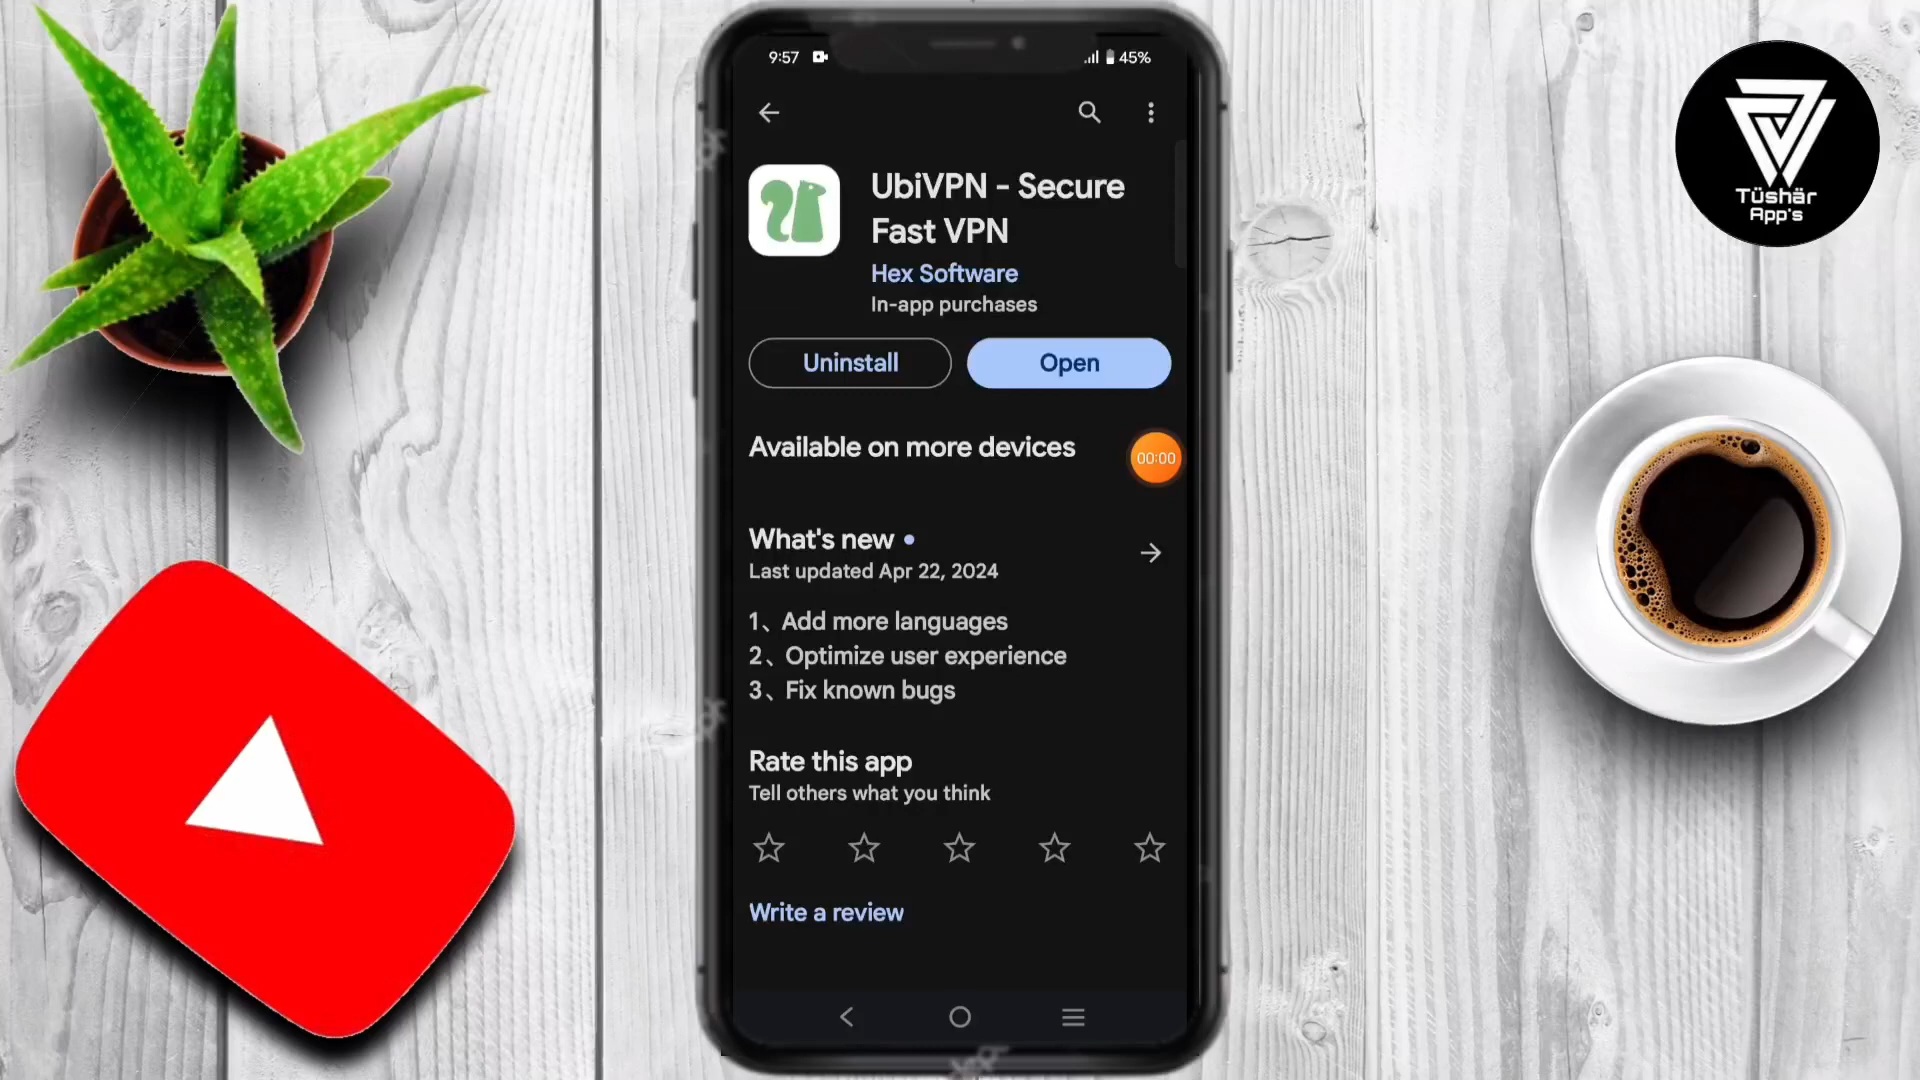 9:57
45%
Tüshär
App's
UbiVPN - Secure
Fast VPN
Hex Software
In-app purchases
Uninstall
Open
Available on more devices
00:00
What's new
Last updated Apr 22, 2024
1、Add more languages
2、Optimize user experience
3、Fix known bugs
Rate this app
Tell others what you think
Write a review